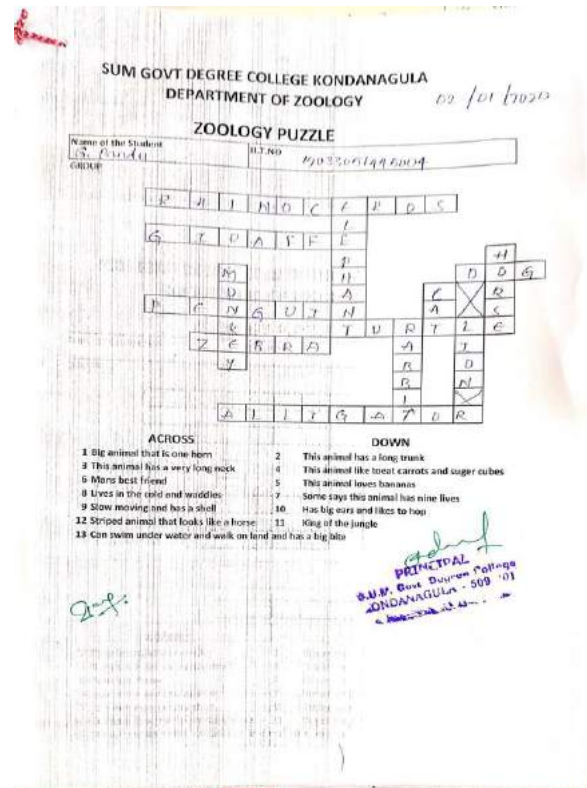 SUM GOVT DEGREE COLLEGE KONDANAGULA
DEPARTMENT OF ZOOLOGY
02/01/2020
ZOOLOGY PUZZLE
Name of the Student
H.T.NO
G. Pandu
GROUP
G I R A F F E
D O G
Z E B R A
A L I T G A T O R
ACROSS
DOWN
1 Big animal that is one horn
2 This animal has a long trunk
3 This animal has a very long neck
4 This animal like toeat carrots and suger cubes
6 Mans best friend
5 This animal loves bananas
8 Lives in the cold and waddles
7 Some says this animal has nine lives
9 Slow moving and has a shell
10 Has big ears and likes to hop
12 Striped animal that looks like a horse
11 King of the jungle
13 Can swim under water and walk on land and has a big bite
PRINCIPAL
S.U.M. Govt Degree College
KONDANAGULA - 509